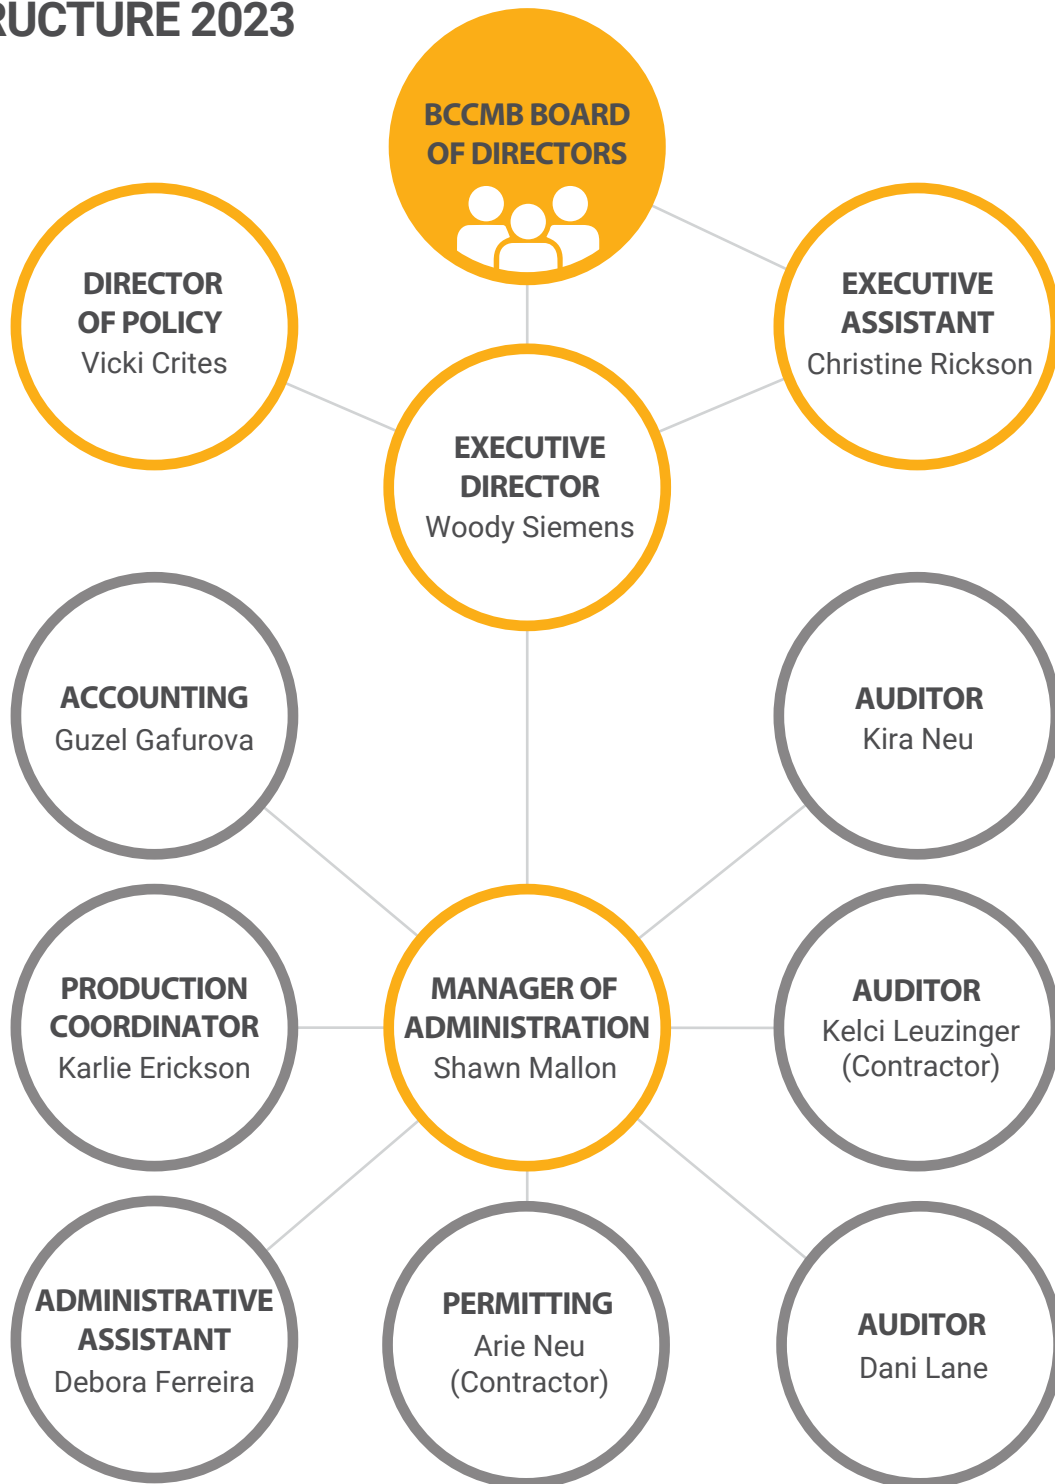 RUCTURE 2023
BCCMB BOARD
OF DIRECTORS
DIRECTOR
OF POLICY
Vicki Crites
EXECUTIVE
ASSISTANT
Christine Rickson
EXECUTIVE
DIRECTOR
Woody Siemens
ACCOUNTING
Guzel Gafurova
AUDITOR
Kira Neu
PRODUCTION
COORDINATOR
Karlie Erickson
MANAGER OF
ADMINISTRATION
Shawn Mallon
AUDITOR
Kelci Leuzinger
(Contractor)
ADMINISTRATIVE
ASSISTANT
Debora Ferreira
PERMITTING
Arie Neu
(Contractor)
AUDITOR
Dani Lane